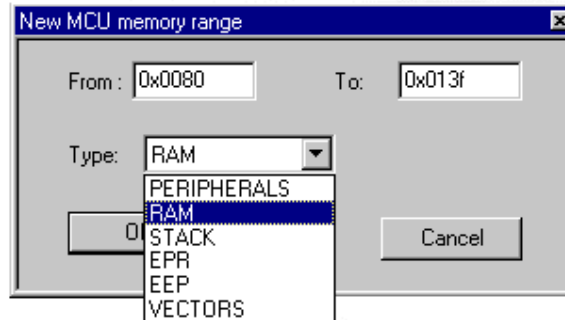 New MCU memory range
From : 0x0080 To: 0x013f
Type: RAM
PERIPHERALS
RAM
STACK
Cancel
EPR
EEP
VECTORS